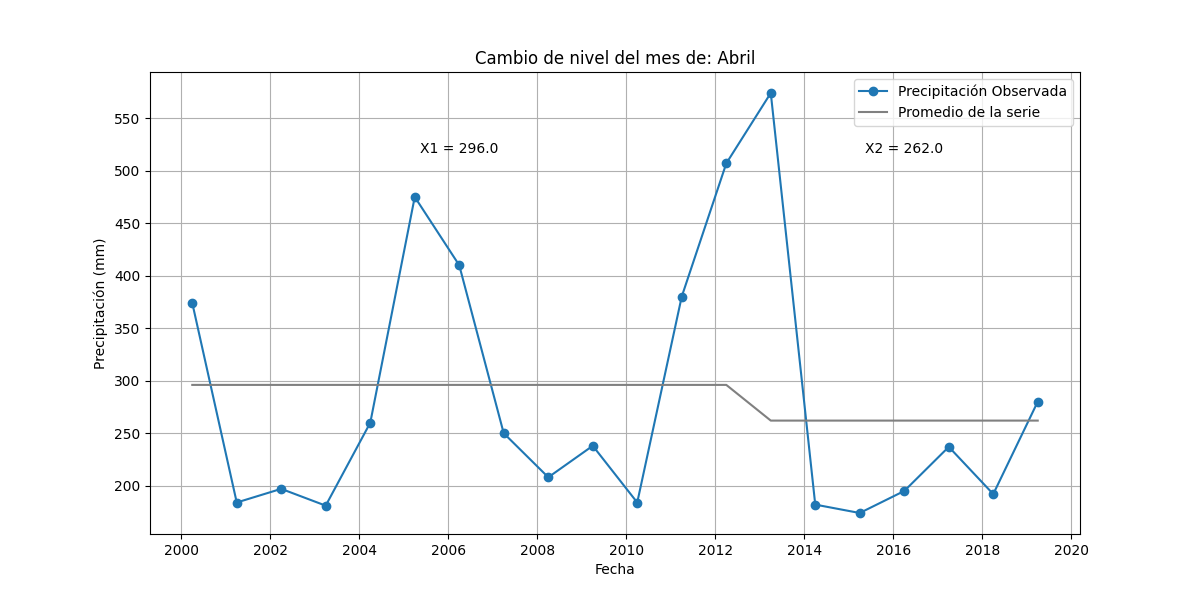 Cambio de nivel del mes de: Abril
Precipitación Observada
Promedio de la serie
X1 = 296.0
X2 = 262.0
Precipitación (mm)
550
500
450
400
350
300
250
200
2000
2002
2004
2006
2008
2010
2012
2014
2016
2018
2020
Fecha